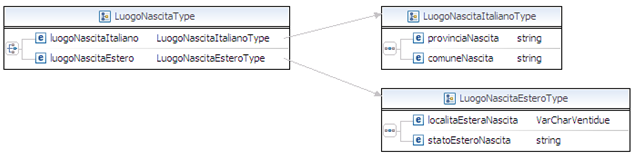 LuogoNascitaType
luogoNascitaItaliano LuogoNascitaItalianoType
luogoNascitaEstero LuogoNascitaEsteroType
LuogoNascitaItalianoType
provinciaNascita string
comuneNascita string
LuogoNascitaEsteroType
localitaEsteraNascita VarCharVentidue
statoEsteroNascita string